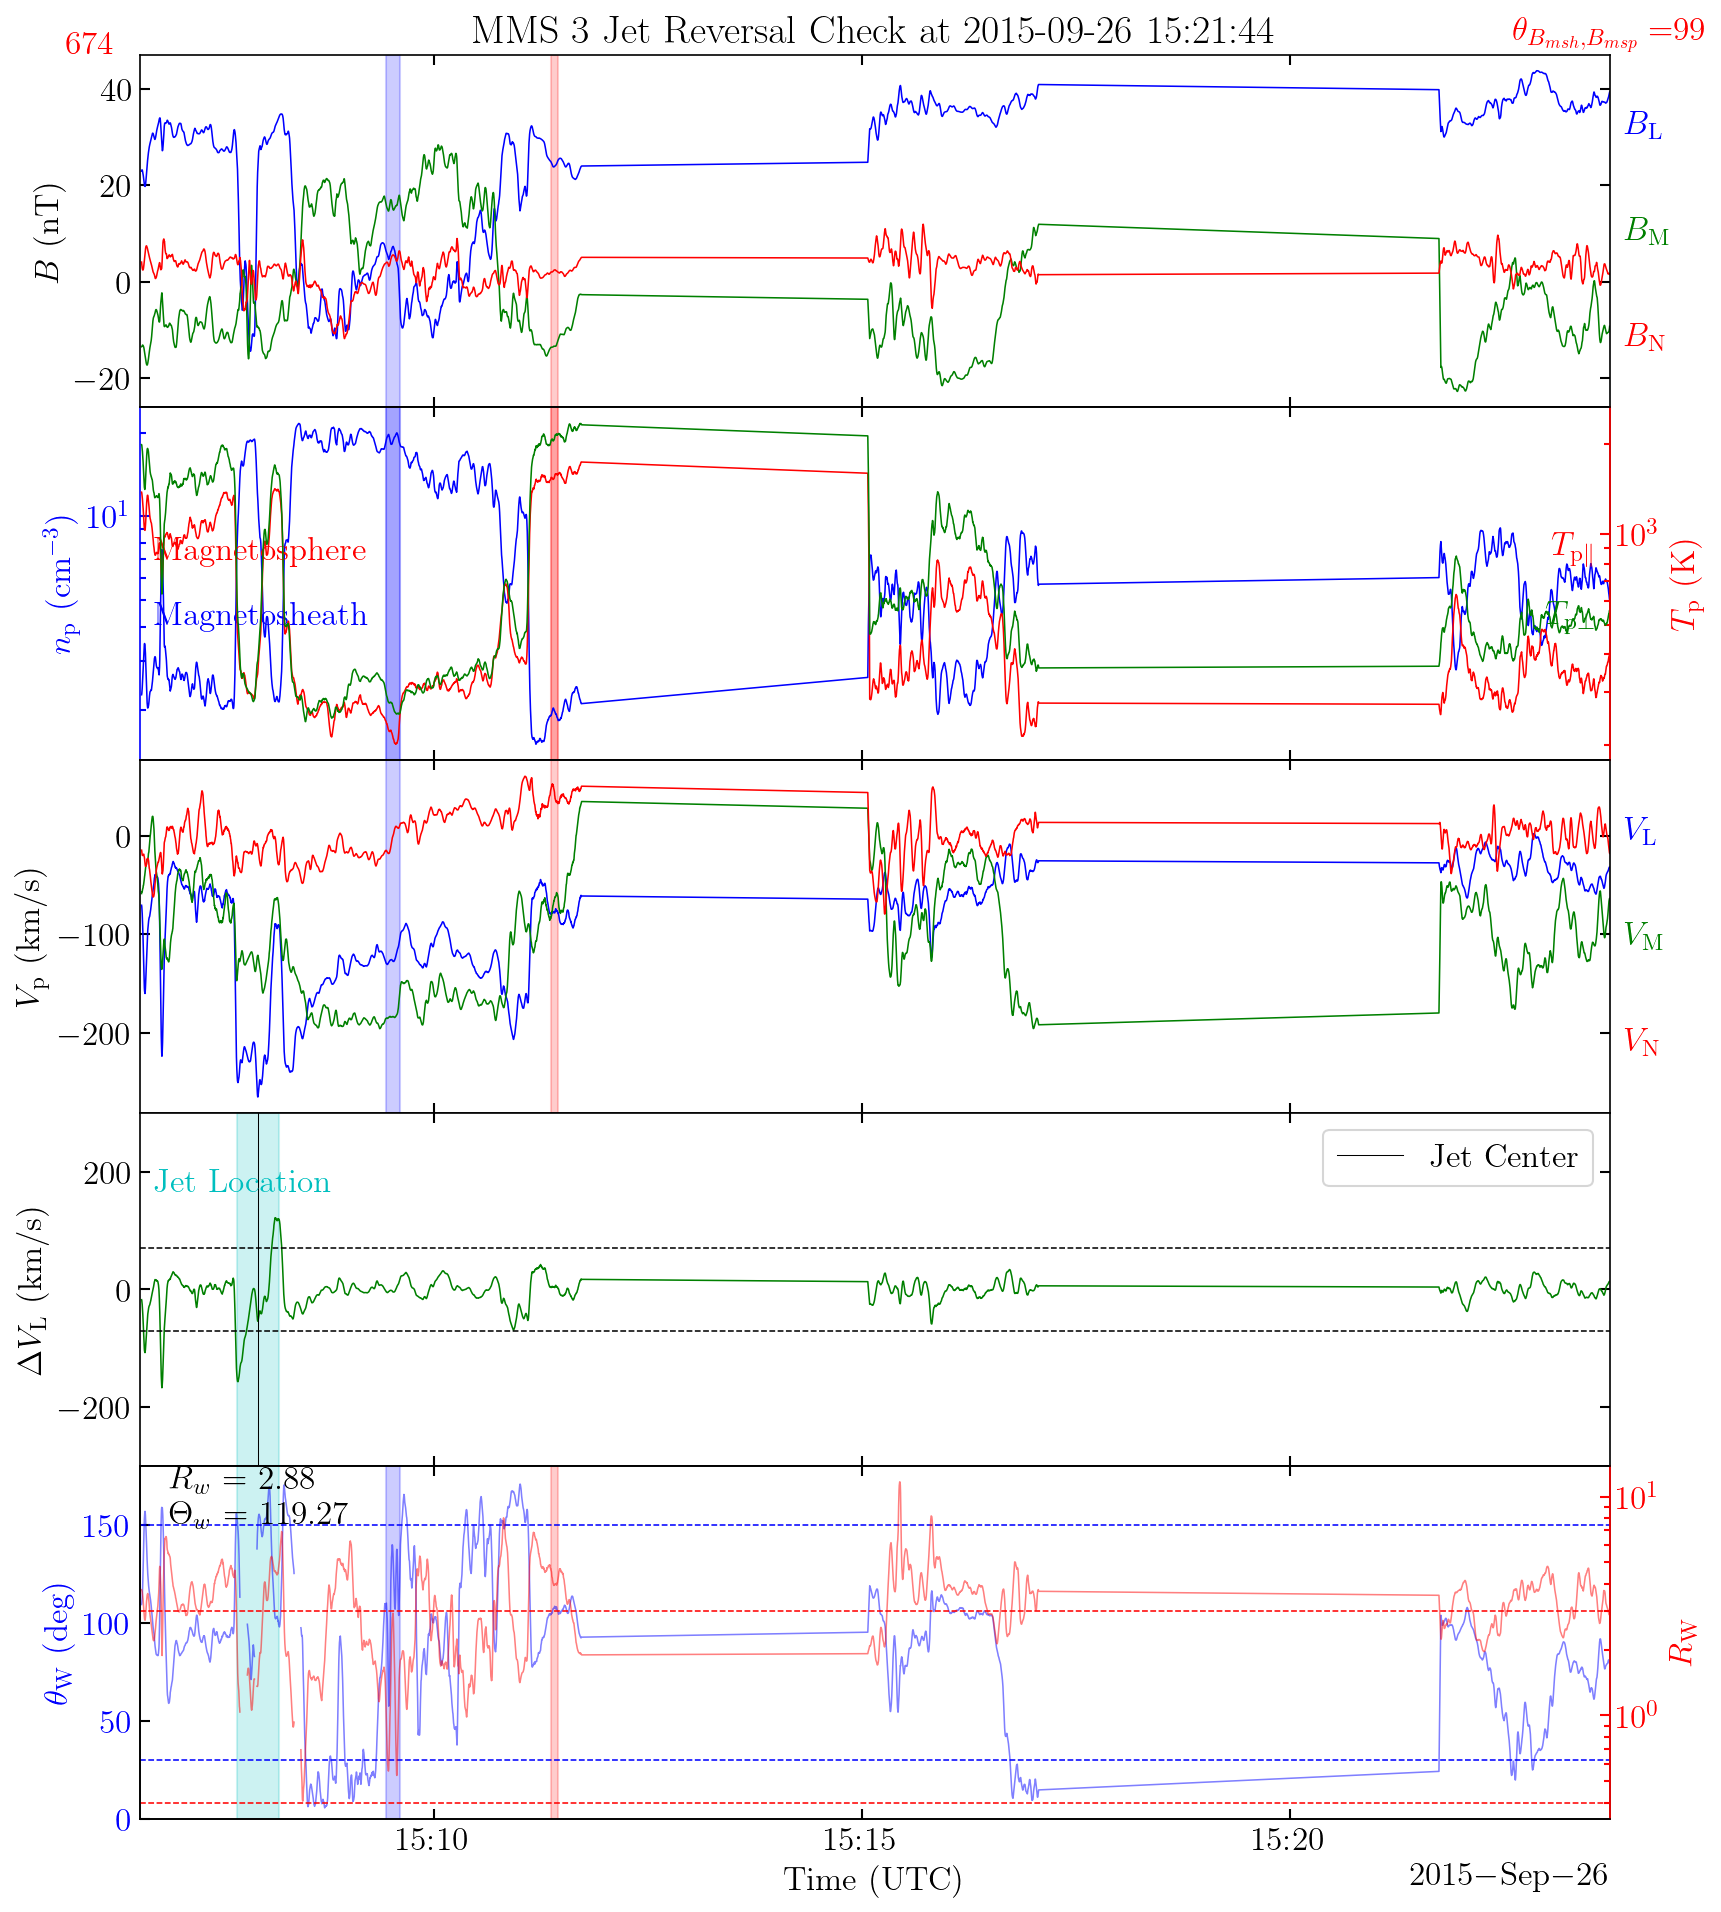 MMS 3 Jet Reversal Check at 2015-09-26 15:21:44
674
θ_{B_{msh},B_{msp}} =99
40
20
0
−20
B (nT)
B_L
B_M
B_N
10^1
n_p (cm^{−3})
Magnetosphere
Magnetosheath
10^3
T_{p∥}
T_{p⊥}
T_p (K)
0
−100
−200
V_p (km/s)
V_L
V_M
V_N
200
0
−200
ΔV_L (km/s)
Jet Location
Jet Center
R_w = 2.88
Θ_w = 119.27
150
100
50
0
θ_W (deg)
10^1
10^0
R_W
15:10
15:15
15:20
Time (UTC)
2015−Sep−26